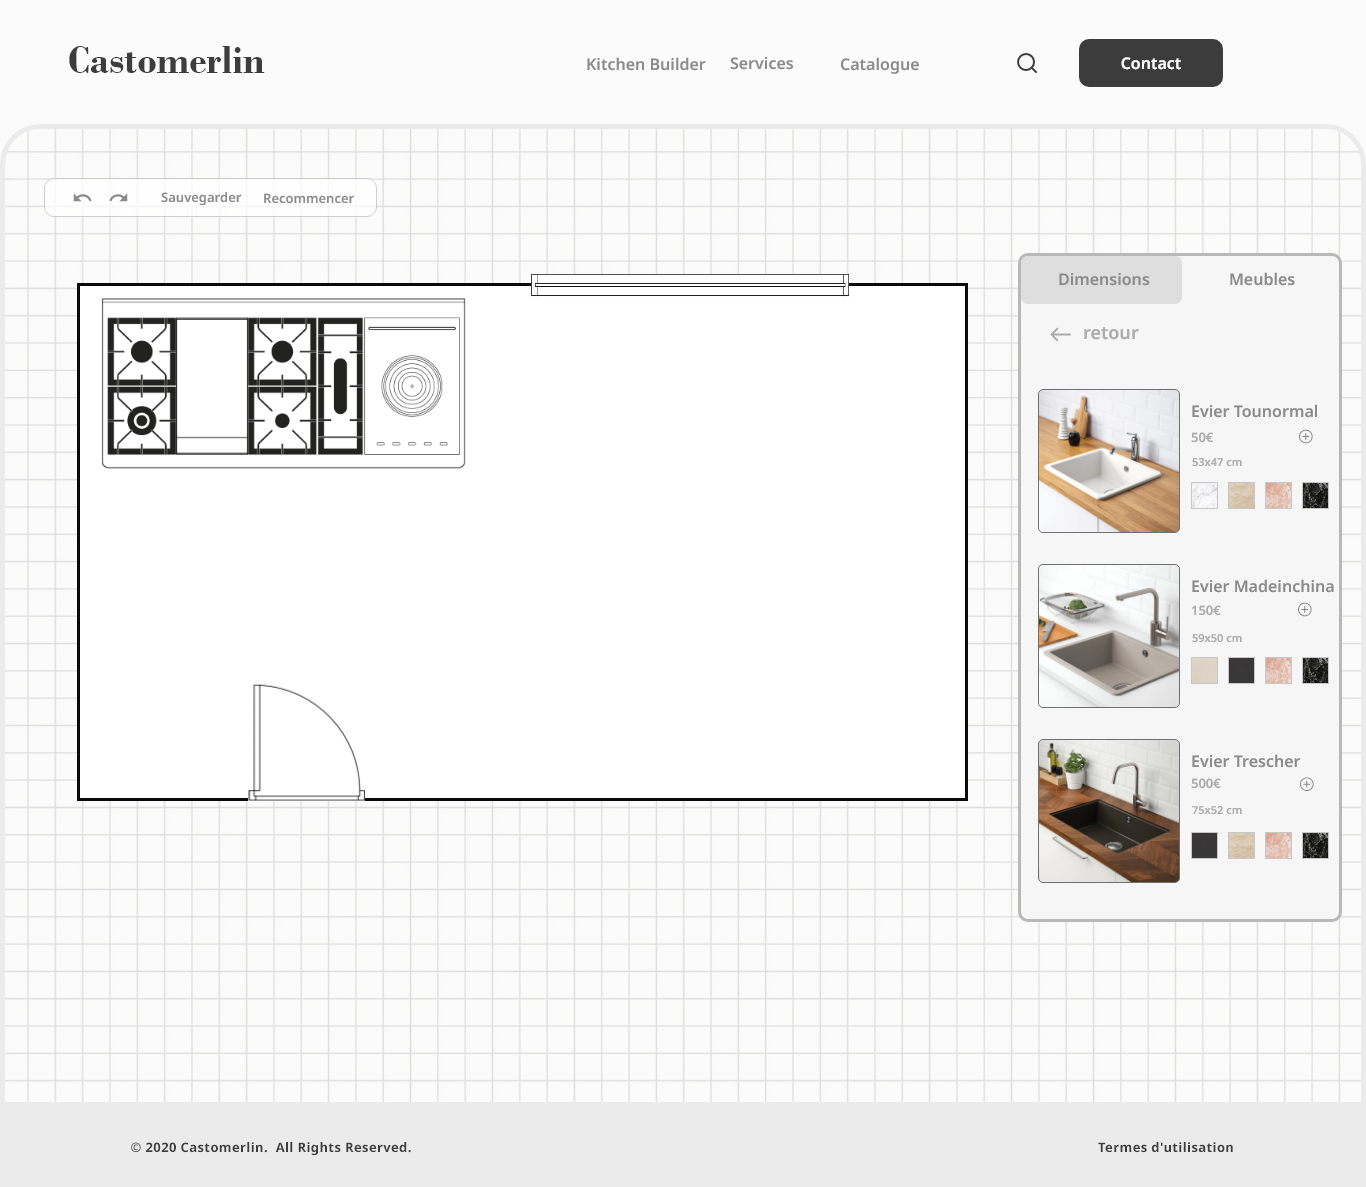 Castomerlin
Kitchen Builder
Services
Catalogue
Contact
Sauvegarder
Recommencer
Dimensions
Meubles
retour
Evier Tounormal
50€
53x47 cm
Evier Madeinchina
150€
59x50 cm
Evier Trescher
500€
75x52 cm
© 2020 Castomerlin.  All Rights Reserved.
Termes d'utilisation